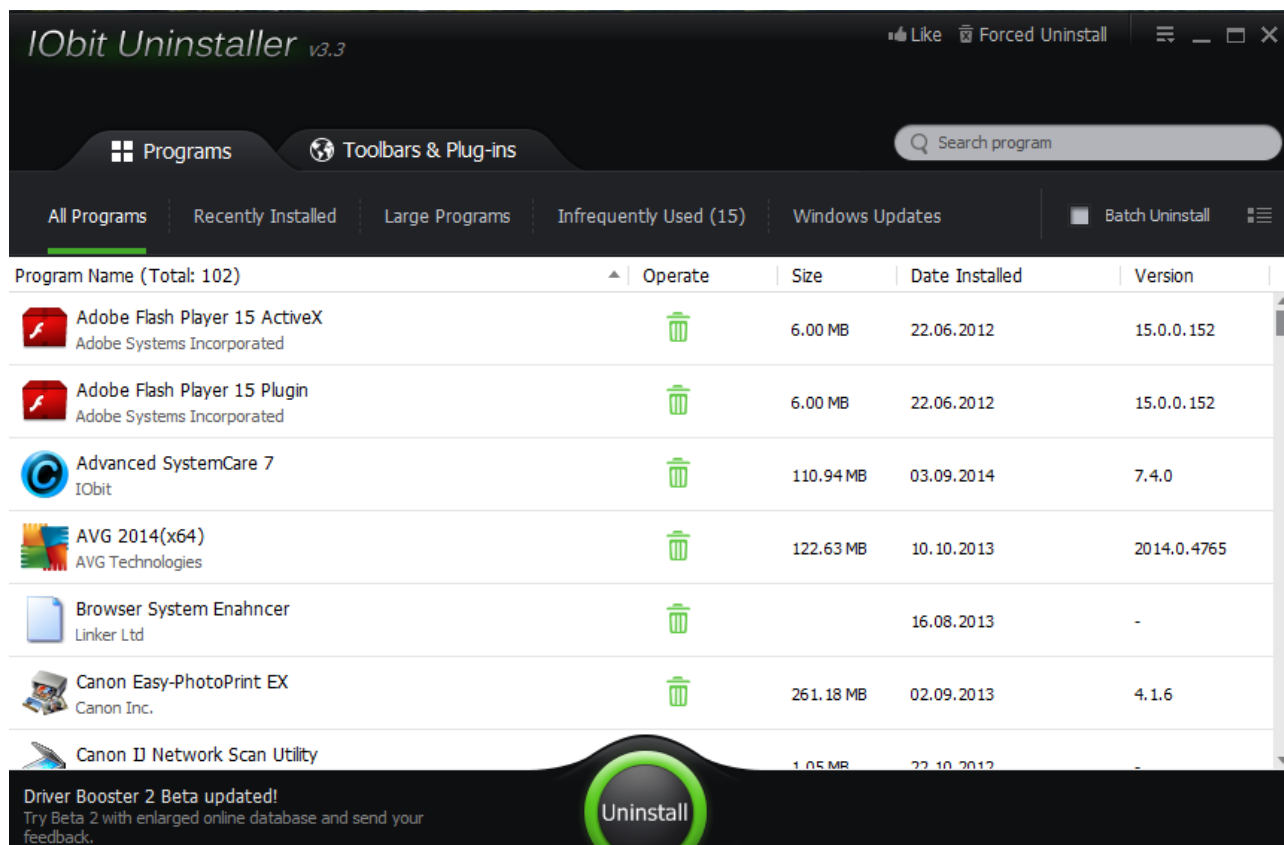 IObit Uninstaller v3.3
Like Forced Uninstall
Programs Toolbars & Plug-ins Search program
All Programs Recently Installed Large Programs Infrequently Used (15) Windows Updates Batch Uninstall
Program Name (Total: 102) Operate Size Date Installed Version
Adobe Flash Player 15 ActiveX
Adobe Systems Incorporated
6.00 MB 22.06.2012 15.0.0.152
Adobe Flash Player 15 Plugin
Adobe Systems Incorporated
6.00 MB 22.06.2012 15.0.0.152
Advanced SystemCare 7
IObit
110.94 MB 03.09.2014 7.4.0
AVG 2014(x64)
AVG Technologies
122.63 MB 10.10.2013 2014.0.4765
Browser System Enahncer
Linker Ltd
16.08.2013 -
Canon Easy-PhotoPrint EX
Canon Inc.
261.18 MB 02.09.2013 4.1.6
Canon IJ Network Scan Utility
1.05 MB 22.10.2012 -
Driver Booster 2 Beta updated!
Try Beta 2 with enlarged online database and send your
feedback.
Uninstall